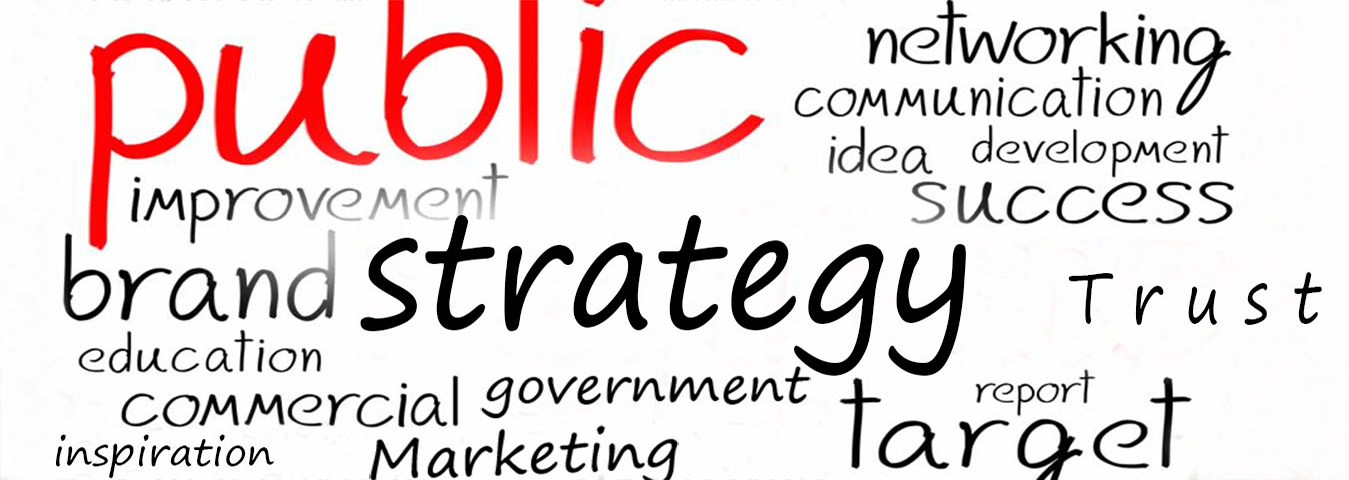 public
networking
communication
idea development
improvement
success
brand strategy
Trust
education
commercial government
report
target
inspiration
Marketing